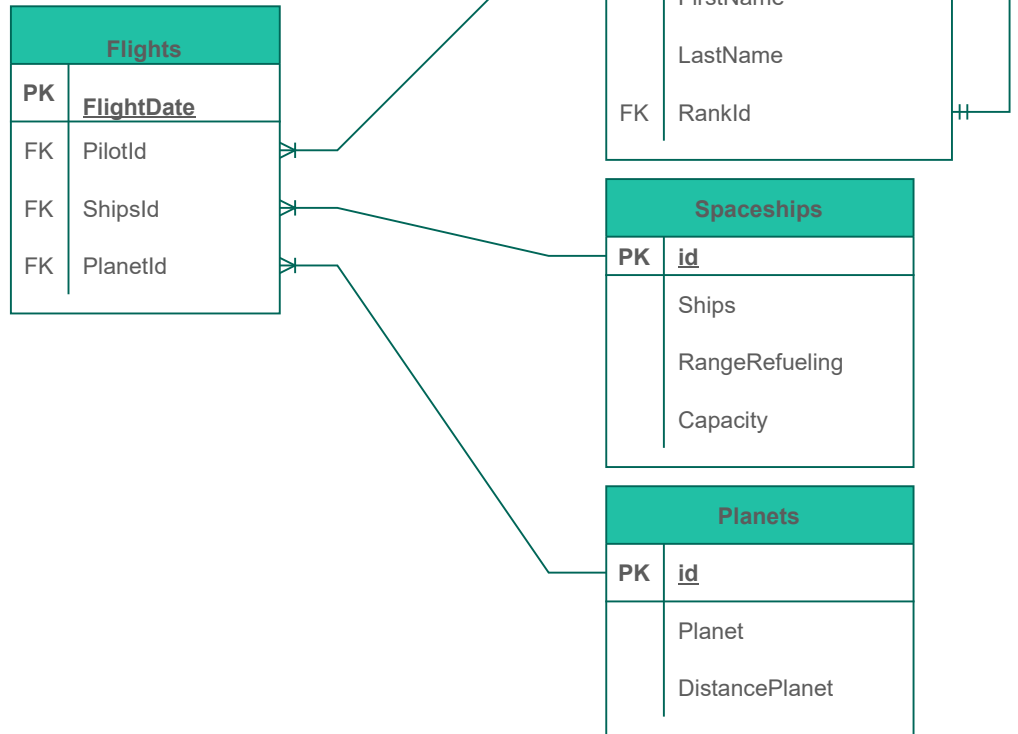 Flights
PK FlightDate
FK PilotId
FK ShipsId
FK PlanetId
FirstName
LastName
FK RankId
Spaceships
PK id
Ships
RangeRefueling
Capacity
Planets
PK id
Planet
DistancePlanet